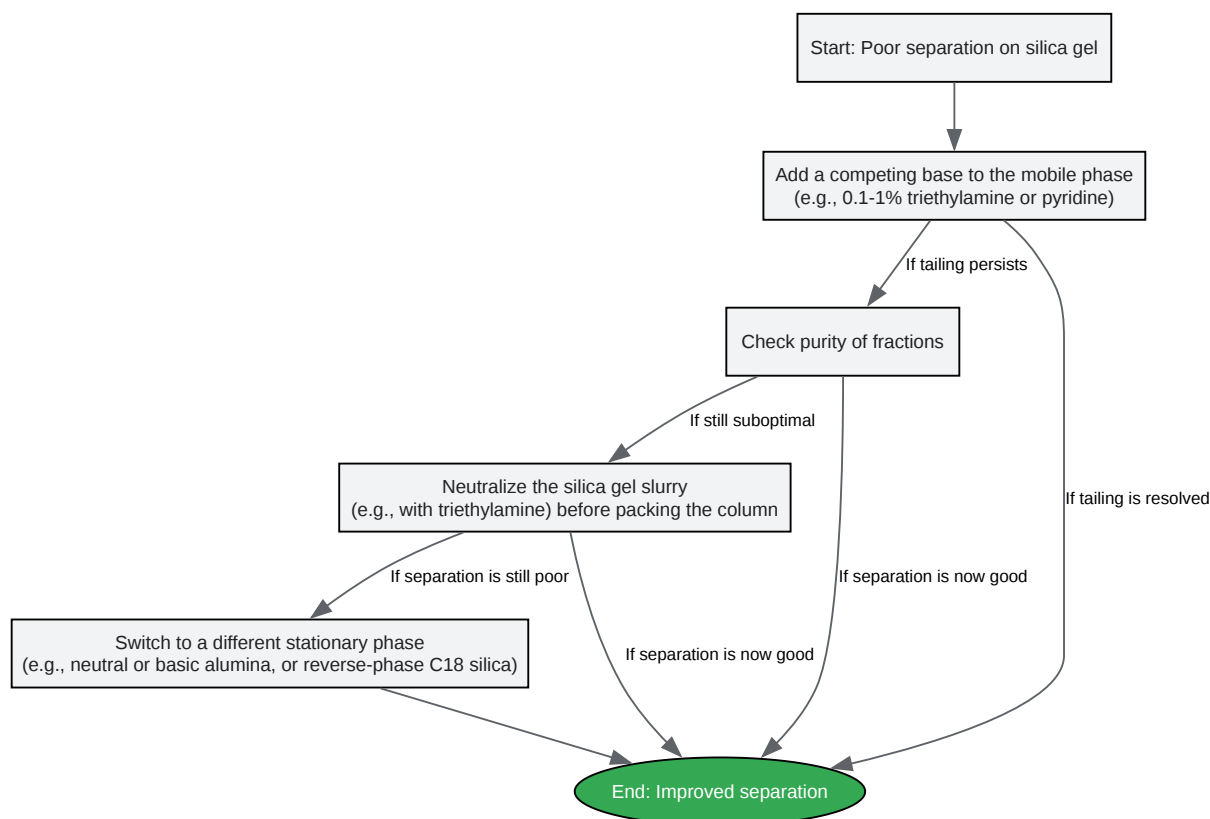 Start: Poor separation on silica gel
Add a competing base to the mobile phase
(e.g., 0.1-1% triethylamine or pyridine)
If tailing persists
Check purity of fractions
If still suboptimal
Neutralize the silica gel slurry
(e.g., with triethylamine) before packing the column
If tailing is resolved
If separation is still poor
If separation is now good
Switch to a different stationary phase
(e.g., neutral or basic alumina, or reverse-phase C18 silica)
If separation is now good
End: Improved separation